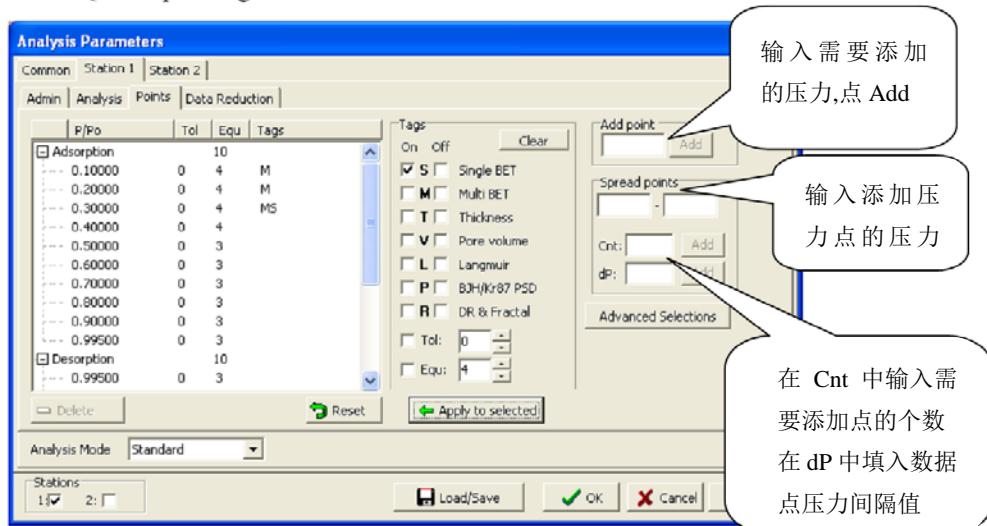 Analysis Parameters
Common Station 1 Station 2
Admin Analysis Points Data Reduction
P/Po Tol Equ Tags
Adsorption 10
0.10000 0 4 M
0.20000 0 4 M
0.30000 0 4 MS
0.40000 0 4
0.50000 0 3
0.60000 0 3
0.70000 0 3
0.80000 0 3
0.90000 0 3
0.99500 0 3
Desorption 10
0.99500 0 3
Delete
Reset
Tags
On Off
Clear
S Single BET
M Multi BET
T Thickness
V Pore volume
L Langmuir
P BJH/Kr87 PSD
R DR & Fractal
Tol: 0
Equ: 4
Apply to selected
Add point
Add
Spread points
-
Cnt: Add
dP: Add
Advanced Selections
Analysis Mode Standard
Stations
1: 2:
Load/Save
OK
Cancel
输入需要添加
的压力,点 Add
输入添加压
力点的压力
在 Cnt 中输入需
要添加点的个数
在 dP 中填入数据
点压力间隔值